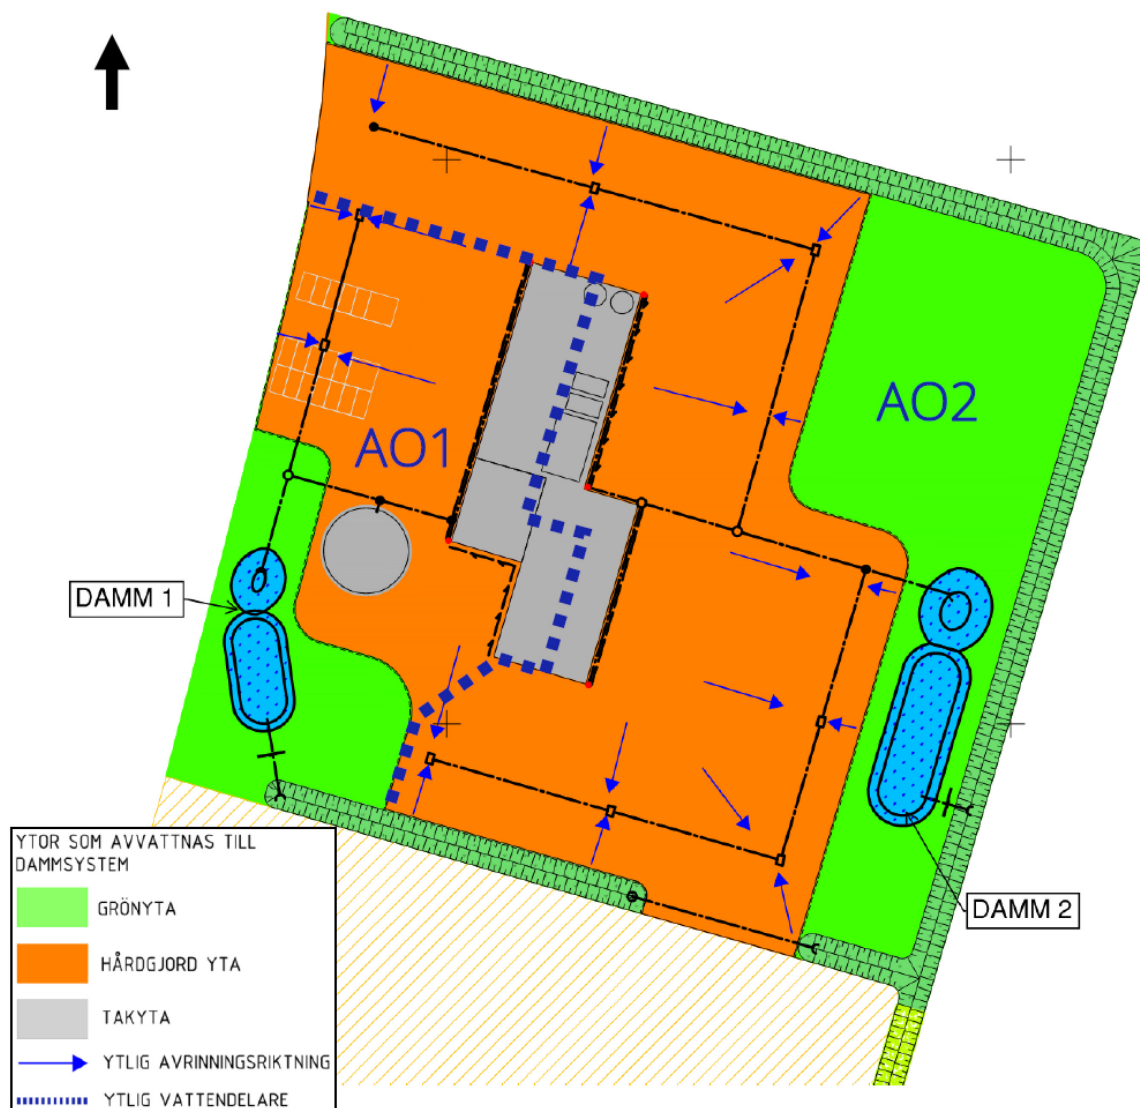 AO2
AO1
DAMM 1
DAMM 2
YTOR SOM AVVATTNAS TILL
DAMMSYSTEM
GRÖNYTA
HÅRDGJORD YTA
TAKYTA
YTLIG AVRINNINGSRIKTNING
YTLIG VATTENDELARE